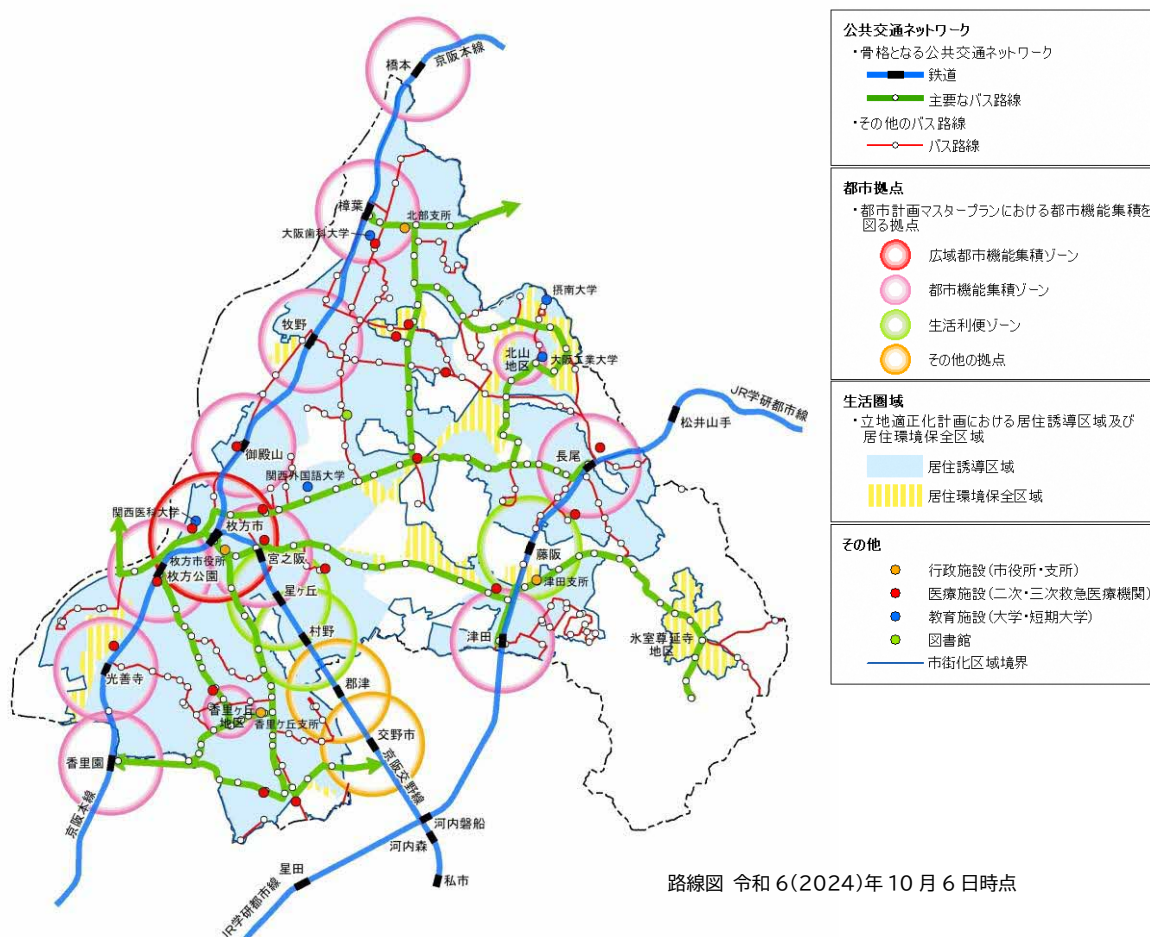 橋本
京阪本線
樟葉
北部支所
大阪歯科大学
摂南大学
牧野
北山
地区
大阪工業大学
JR学研都市線
松井山手
御殿山
長尾
関西外国語大学
関西医科大学
枚方市
枚方市役所
宮之阪
藤阪
枚方公園
星ヶ丘
津田支所
村野
津田
氷室尊延寺
地区
光善寺
郡津
香里ケ丘
地区
香里ケ丘支所
交野市
香里園
京阪交野線
京阪本線
河内磐船
河内森
星田
私市
JR学研都市線
公共交通ネットワーク
・骨格となる公共交通ネットワーク
鉄道
主要なバス路線
・その他のバス路線
バス路線
都市拠点
・都市計画マスタープランにおける都市機能集積を
図る拠点
広域都市機能集積ゾーン
都市機能集積ゾーン
生活利便ゾーン
その他の拠点
生活圏域
・立地適正化計画における居住誘導区域及び
居住環境保全区域
居住誘導区域
居住環境保全区域
その他
行政施設(市役所・支所)
医療施設(二次・三次救急医療機関)
教育施設(大学・短期大学)
図書館
市街化区域境界
路線図 令和 6(2024)年 10 月 6 日時点